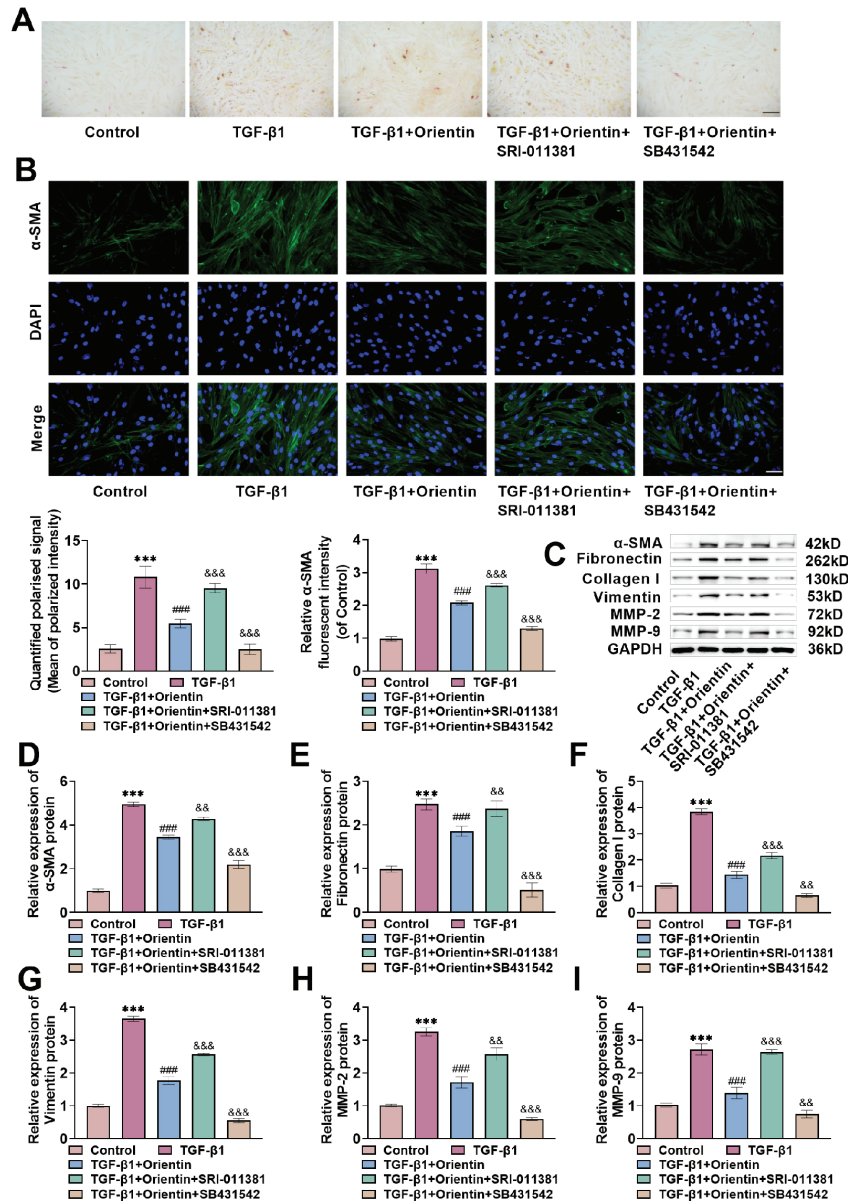 A
Control
TGF-β1
TGF-β1+Orientin
TGF-β1+Orientin+
SRI-011381
TGF-β1+Orientin+
SB431542
B
α-SMA
DAPI
Merge
Control
TGF-β1
TGF-β1+Orientin
TGF-β1+Orientin+
SRI-011381
TGF-β1+Orientin+
SB431542
Quantified polarised signal
(Mean of polarized intensity)
15
10
5
0
***
###
&&&
&&&
Control
TGF-β1
TGF-β1+Orientin
TGF-β1+Orientin+SRI-011381
TGF-β1+Orientin+SB431542
Relative α-SMA
fluorescent intensity
(of Control)
4
3
2
1
0
***
###
&&&
&&&
Control
TGF-β1
TGF-β1+Orientin
TGF-β1+Orientin+SRI-011381
TGF-β1+Orientin+SB431542
C
α-SMA 42kD
Fibronectin 262kD
Collagen I 130kD
Vimentin 53kD
MMP-2 72kD
MMP-9 92kD
GAPDH 36kD
Control
TGF-β1
TGF-β1+Orientin
TGF-β1+Orientin+
SRI-011381
TGF-β1+Orientin+
SB431542
D
Relative expression of
α-SMA protein
6
4
2
0
***
###
&&
&&&
Control
TGF-β1
TGF-β1+Orientin
TGF-β1+Orientin+SRI-011381
TGF-β1+Orientin+SB431542
E
Relative expression of
Fibronectin protein
3
2
1
0
***
###
&&&
&&&
Control
TGF-β1
TGF-β1+Orientin
TGF-β1+Orientin+SRI-011381
TGF-β1+Orientin+SB431542
F
Relative expression of
Collagen I protein
5
4
3
2
1
0
***
###
&&&
&&
Control
TGF-β1
TGF-β1+Orientin
TGF-β1+Orientin+SRI-011381
TGF-β1+Orientin+SB431542
G
Relative expression of
Vimentin protein
4
3
2
1
0
***
###
&&&
&&&
Control
TGF-β1
TGF-β1+Orientin
TGF-β1+Orientin+SRI-011381
TGF-β1+Orientin+SB431542
H
Relative expression of
MMP-2 protein
4
3
2
1
0
***
###
&&
&&&
Control
TGF-β1
TGF-β1+Orientin
TGF-β1+Orientin+SRI-011381
TGF-β1+Orientin+SB431542
I
Relative expression of
MMP-9 protein
4
3
2
1
0
***
###
&&&
&&
Control
TGF-β1
TGF-β1+Orientin
TGF-β1+Orientin+SRI-011381
TGF-β1+Orientin+SB431542